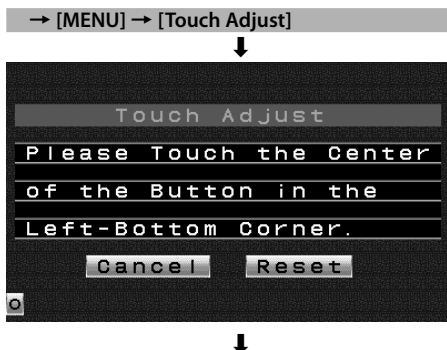 → [MENU] → [Touch Adjust]
Touch Adjust
Please Touch the Center
of the Button in the
Left-Bottom Corner.
Cancel Reset
o